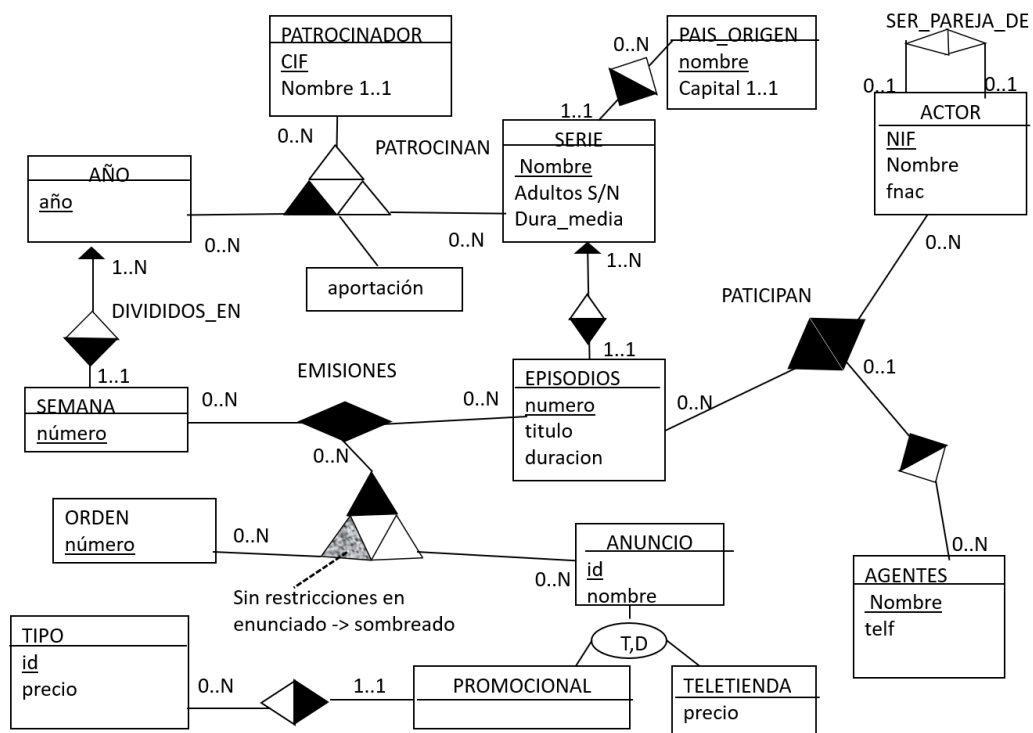 SER_PAREJA_DE
PATROCINADOR
CIF
Nombre 1..1
0..N
PAIS_ORIGEN
nombre
Capital 1..1
0..1
0..1
ACTOR
NIF
Nombre
fnac
0..N
PATROCINAN
1..1
SERIE
Nombre
Adultos S/N
Dura_media
AÑO
año
0..N
0..N
0..N
aportación
1..N
DIVIDIDOS_EN
1..1
1..N
1..1
PATICIPAN
0..1
EMISIONES
SEMANA
número
0..N
0..N
EPISODIOS
numero
titulo
duracion
0..N
0..N
ORDEN
número
0..N
ANUNCIO
id
nombre
0..N
0..N
AGENTES
Nombre
telf
Sin restricciones en
enunciado -> sombreado
T,D
TIPO
id
precio
0..N
1..1
PROMOCIONAL
TELETIENDA
precio